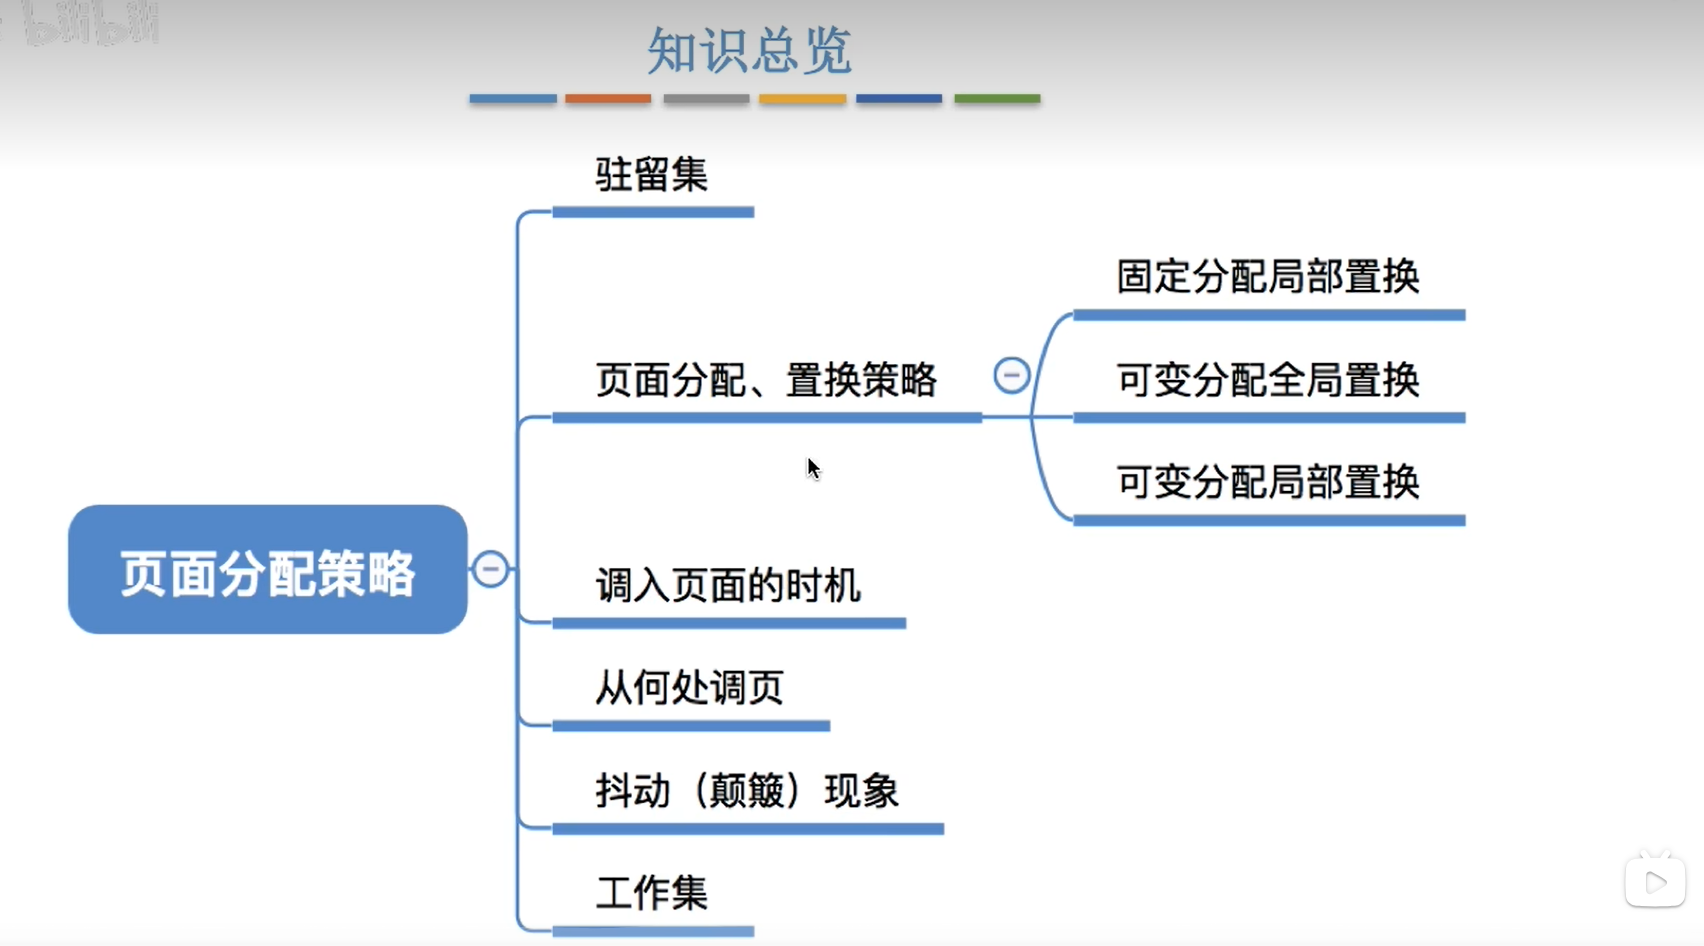 bilibili
知识总览
驻留集
页面分配、置换策略
固定分配局部置换
可变分配全局置换
可变分配局部置换
页面分配策略
调入页面的时机
从何处调页
抖动（颠簸）现象
工作集